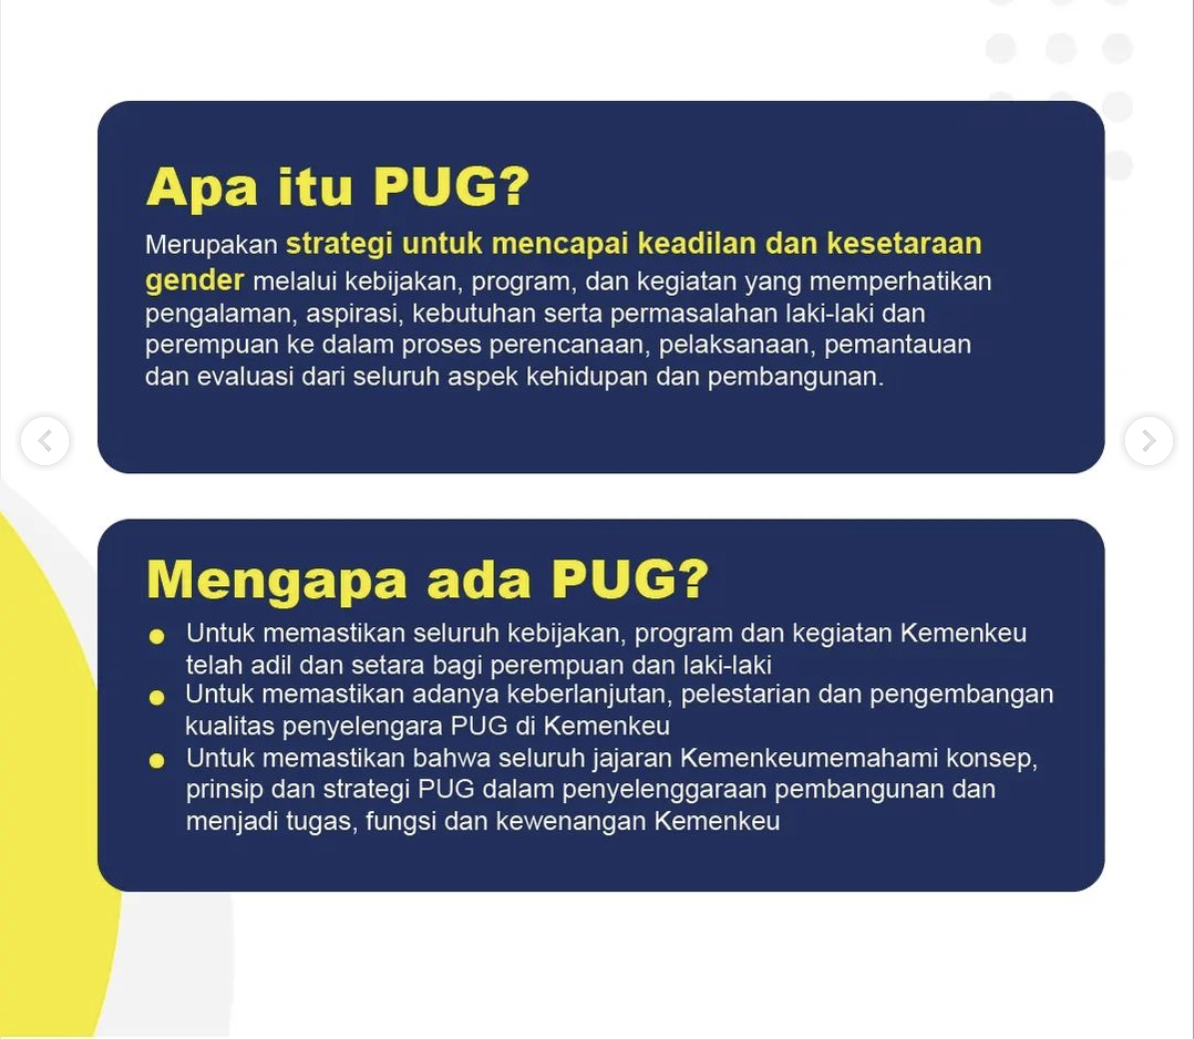 Apa itu PUG?
Merupakan strategi untuk mencapai keadilan dan kesetaraan
gender melalui kebijakan, program, dan kegiatan yang memperhatikan
pengalaman, aspirasi, kebutuhan serta permasalahan laki-laki dan
perempuan ke dalam proses perencanaan, pelaksanaan, pemantauan
dan evaluasi dari seluruh aspek kehidupan dan pembangunan.
Mengapa ada PUG?
Untuk memastikan seluruh kebijakan, program dan kegiatan Kemenkeu
telah adil dan setara bagi perempuan dan laki-laki
Untuk memastikan adanya keberlanjutan, pelestarian dan pengembangan
kualitas penyelengara PUG di Kemenkeu
Untuk memastikan bahwa seluruh jajaran Kemenkeumemahami konsep,
prinsip dan strategi PUG dalam penyelenggaraan pembangunan dan
menjadi tugas, fungsi dan kewenangan Kemenkeu